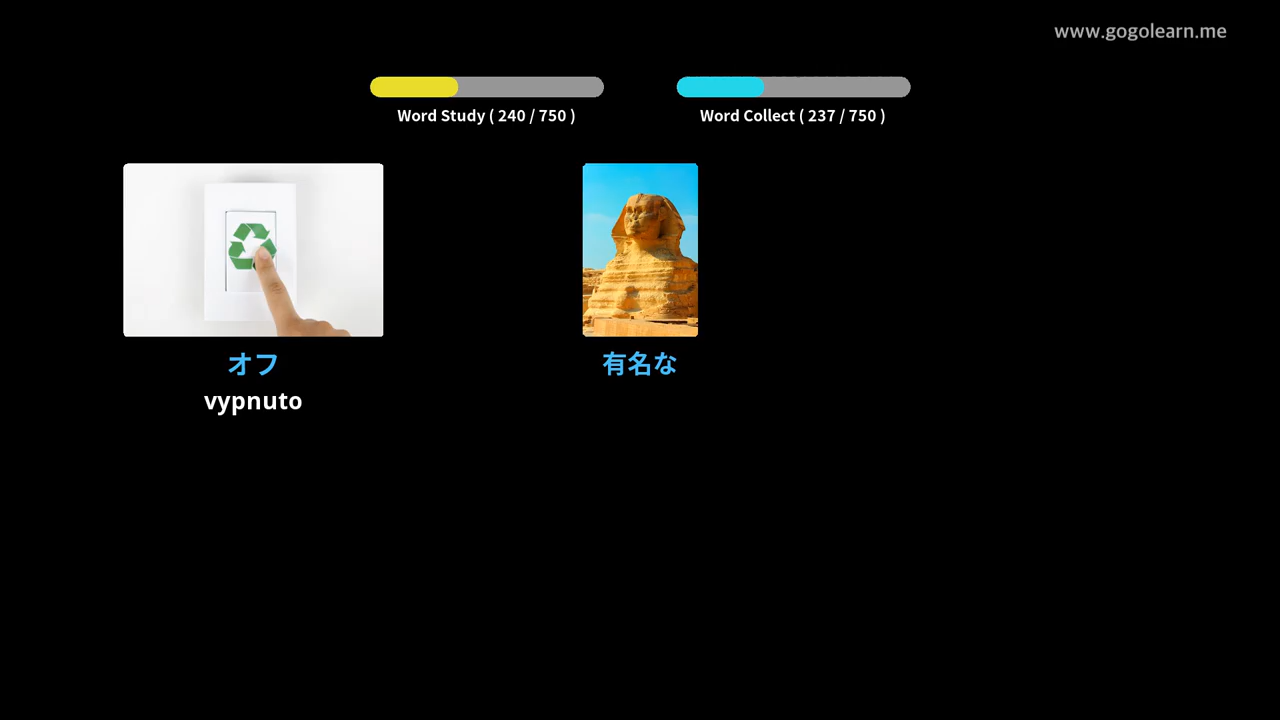 www.gogolearn.me
Word Study ( 240 / 750 )
Word Collect ( 237 / 750 )
オフ
有名な
vypnuto